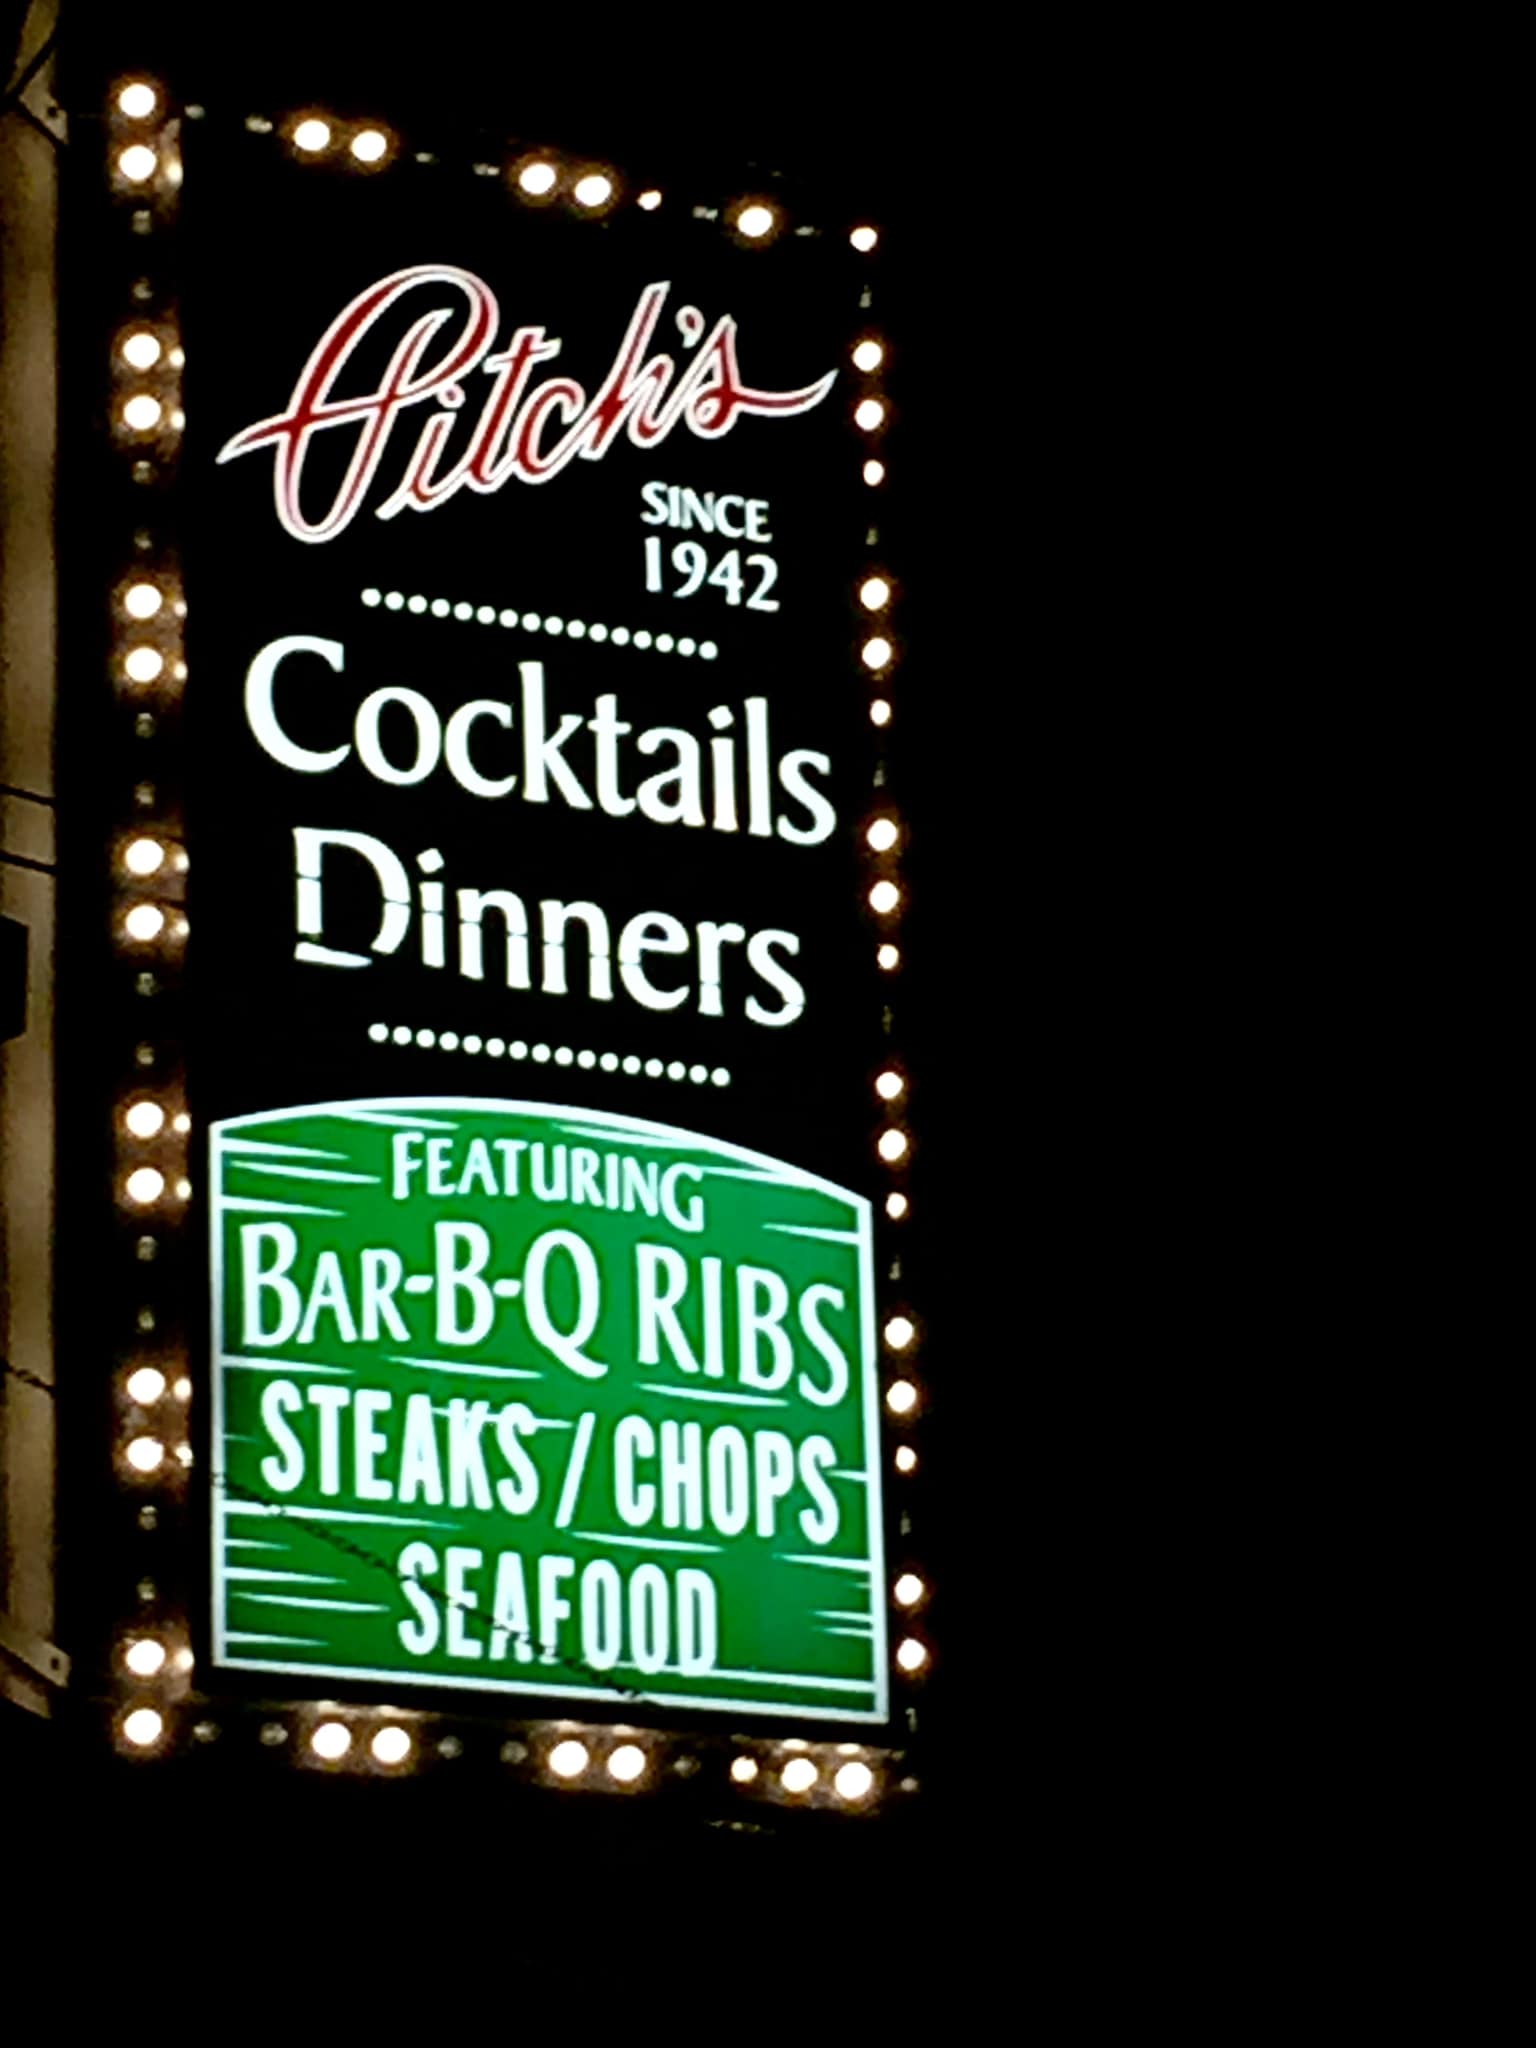 Pitch's
SINCE
1942
Cocktails
Dinners
FEATURING
BAR-B-Q RIBS
STEAKS / CHOPS
SEAFOOD